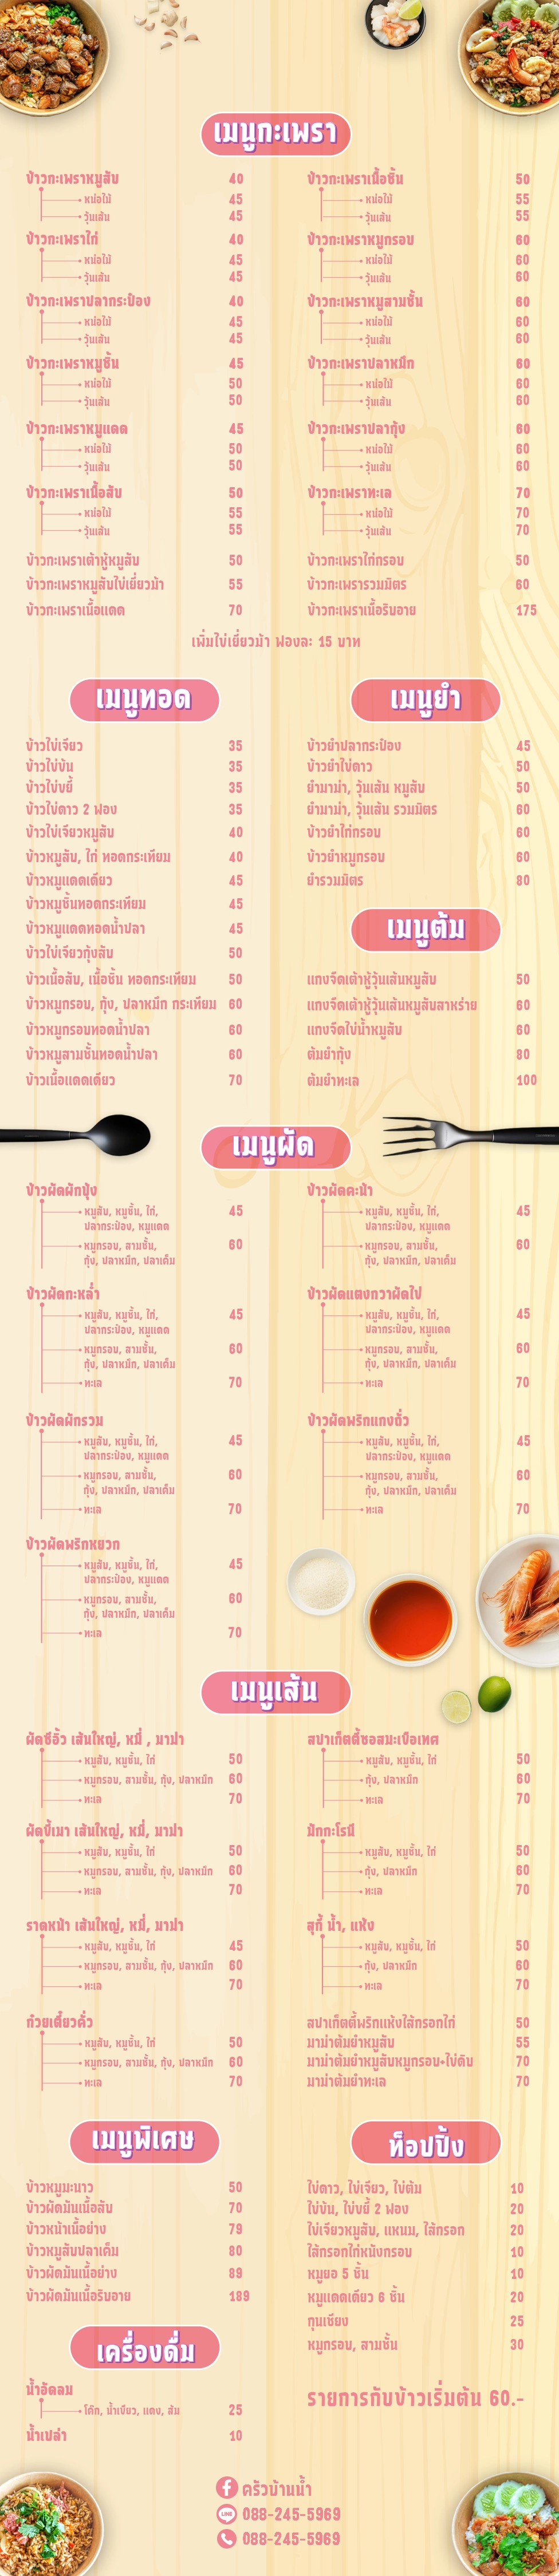 เมนูกะเพรา
ข้าวกะเพราหมูสับ 40
หน่อไม้ 45
วุ้นเส้น 45
ข้าวกะเพราไก่ 40
หน่อไม้ 45
วุ้นเส้น 45
ข้าวกะเพราปลากระป๋อง 40
หน่อไม้ 45
วุ้นเส้น 45
ข้าวกะเพราหมูชิ้น 45
หน่อไม้ 50
วุ้นเส้น 50
ข้าวกะเพราหมูแดด 45
หน่อไม้ 50
วุ้นเส้น 50
ข้าวกะเพราเนื้อสับ 50
หน่อไม้ 55
วุ้นเส้น 55
ข้าวกะเพราเต้าหู้หมูสับ 50
ข้าวกะเพราหมูสับไข่เยี่ยวม้า 55
ข้าวกะเพราเนื้อแดด 70
ข้าวกะเพราเนื้อชิ้น 50
หน่อไม้ 55
วุ้นเส้น 55
ข้าวกะเพราหมูกรอบ 60
หน่อไม้ 60
วุ้นเส้น 60
ข้าวกะเพราหมูสามชั้น 60
หน่อไม้ 60
วุ้นเส้น 60
ข้าวกะเพราปลาหมึก 60
หน่อไม้ 60
วุ้นเส้น 60
ข้าวกะเพราปลากุ้ง 60
หน่อไม้ 60
วุ้นเส้น 60
ข้าวกะเพราทะเล 70
หน่อไม้ 70
วุ้นเส้น 70
ข้าวกะเพราไก่กรอบ 50
ข้าวกะเพรารวมมิตร 60
ข้าวกะเพราเนื้อริบอาย 175
เพิ่มไข่เยี่ยวม้า ฟองละ 15 บาท
เมนูทอด
ข้าวไข่เจียว 35
ข้าวไข่ข้น 35
ข้าวไข่ขยี้ 35
ข้าวไข่ดาว 2 ฟอง 35
ข้าวไข่เจียวหมูสับ 40
ข้าวหมูสับ, ไก่ ทอดกระเทียม 40
ข้าวหมูแดดเดียว 45
ข้าวหมูชิ้นทอดกระเทียม 45
ข้าวหมูแดดทอดน้ำปลา 45
ข้าวไข่เจียวกุ้งสับ 50
ข้าวเนื้อสับ, เนื้อชิ้น ทอดกระเทียม 50
ข้าวหมูกรอบ, กุ้ง, ปลาหมึก กระเทียม 60
ข้าวหมูกรอบทอดน้ำปลา 60
ข้าวหมูสามชั้นทอดน้ำปลา 60
ข้าวเนื้อแดดเดียว 70
เมนูยำ
ข้าวยำปลากระป๋อง 45
ข้าวยำไข่ดาว 50
ยำมาม่า, วุ้นเส้น หมูสับ 50
ยำมาม่า, วุ้นเส้น รวมมิตร 60
ข้าวยำไก่กรอบ 60
ข้าวยำหมูกรอบ 60
ยำรวมมิตร 80
เมนูต้ม
แกงจืดเต้าหู้วุ้นเส้นหมูสับ 50
แกงจืดเต้าหู้วุ้นเส้นหมูสับสาหร่าย 60
แกงจืดไข่น้ำหมูสับ 60
ต้มยำกุ้ง 80
ต้มยำทะเล 100
เมนูผัด
ข้าวผัดผักบุ้ง
หมูสับ, หมูชิ้น, ไก่, 45
ปลากระป๋อง, หมูแดด
หมูกรอบ, สามชั้น, 60
กุ้ง, ปลาหมึก, ปลาเค็ม
ข้าวผัดกะหล่ำ
หมูสับ, หมูชิ้น, ไก่, 45
ปลากระป๋อง, หมูแดด
หมูกรอบ, สามชั้น, 60
กุ้ง, ปลาหมึก, ปลาเค็ม
ทะเล 70
ข้าวผัดผักรวม
หมูสับ, หมูชิ้น, ไก่, 45
ปลากระป๋อง, หมูแดด
หมูกรอบ, สามชั้น, 60
กุ้ง, ปลาหมึก, ปลาเค็ม
ทะเล 70
ข้าวผัดพริกหยวก
หมูสับ, หมูชิ้น, ไก่, 45
ปลากระป๋อง, หมูแดด
หมูกรอบ, สามชั้น, 60
กุ้ง, ปลาหมึก, ปลาเค็ม
ทะเล 70
ข้าวผัดคะน้า
หมูสับ, หมูชิ้น, ไก่, 45
ปลากระป๋อง, หมูแดด
หมูกรอบ, สามชั้น, 60
กุ้ง, ปลาหมึก, ปลาเค็ม
ข้าวผัดแตงกวาผัดไข่
หมูสับ, หมูชิ้น, ไก่, 45
ปลากระป๋อง, หมูแดด
หมูกรอบ, สามชั้น, 60
กุ้ง, ปลาหมึก, ปลาเค็ม
ทะเล 70
ข้าวผัดพริกแกงถั่ว
หมูสับ, หมูชิ้น, ไก่, 45
ปลากระป๋อง, หมูแดด
หมูกรอบ, สามชั้น, 60
กุ้ง, ปลาหมึก, ปลาเค็ม
ทะเล 70
เมนูเส้น
ผัดซีอิ้ว เส้นใหญ่, หมี่ , มาม่า
หมูสับ, หมูชิ้น, ไก่ 50
หมูกรอบ, สามชั้น, กุ้ง, ปลาหมึก 60
ทะเล 70
ผัดขี้เมา เส้นใหญ่, หมี่, มาม่า
หมูสับ, หมูชิ้น, ไก่ 50
หมูกรอบ, สามชั้น, กุ้ง, ปลาหมึก 60
ทะเล 70
ราดหน้า เส้นใหญ่, หมี่, มาม่า
หมูสับ, หมูชิ้น, ไก่ 45
หมูกรอบ, สามชั้น, กุ้ง, ปลาหมึก 60
ทะเล 70
ก๋วยเตี๋ยวคั่ว
หมูสับ, หมูชิ้น, ไก่ 50
หมูกรอบ, สามชั้น, กุ้ง, ปลาหมึก 60
ทะเล 70
สปาเก็ตตี้ซอสมะเขือเทศ
หมูสับ, หมูชิ้น, ไก่ 50
กุ้ง, ปลาหมึก 60
ทะเล 70
มักกะโรนี
หมูสับ, หมูชิ้น, ไก่ 50
กุ้ง, ปลาหมึก 60
ทะเล 70
สุกี้ น้ำ, แห้ง
หมูสับ, หมูชิ้น, ไก่ 50
กุ้ง, ปลาหมึก 60
ทะเล 70
สปาเก็ตตี้พริกแห้งไส้กรอกไก่ 50
มาม่าต้มยำหมูสับ 55
มาม่าต้มยำหมูสับหมูกรอบ+ไข่ดิบ 70
มาม่าต้มยำทะเล 70
เมนูพิเศษ
ข้าวหมูมะนาว 50
ข้าวผัดมันเนื้อสับ 70
ข้าวหน้าเนื้อย่าง 79
ข้าวหมูสับปลาเค็ม 80
ข้าวผัดมันเนื้อย่าง 89
ข้าวผัดมันเนื้อริบอาย 189
ท็อปปิ้ง
ไข่ดาว, ไข่เจียว, ไข่ต้ม 10
ไข่ข้น, ไข่ขยี้ 2 ฟอง 20
ไข่เจียวหมูสับ, แหนม, ไส้กรอก 20
ไส้กรอกไก่หนังกรอบ 10
หมูยอ 5 ชิ้น 10
หมูแดดเดียว 6 ชิ้น 20
กุนเชียง 25
หมูกรอบ, สามชั้น 30
เครื่องดื่ม
น้ำอัดลม
โค้ก, น้ำเขียว, แดง, ส้ม 25
น้ำเปล่า 10
รายการกับข้าวเริ่มต้น 60.-
ครัวบ้านน้ำ
LINE 088-245-5969
088-245-5969